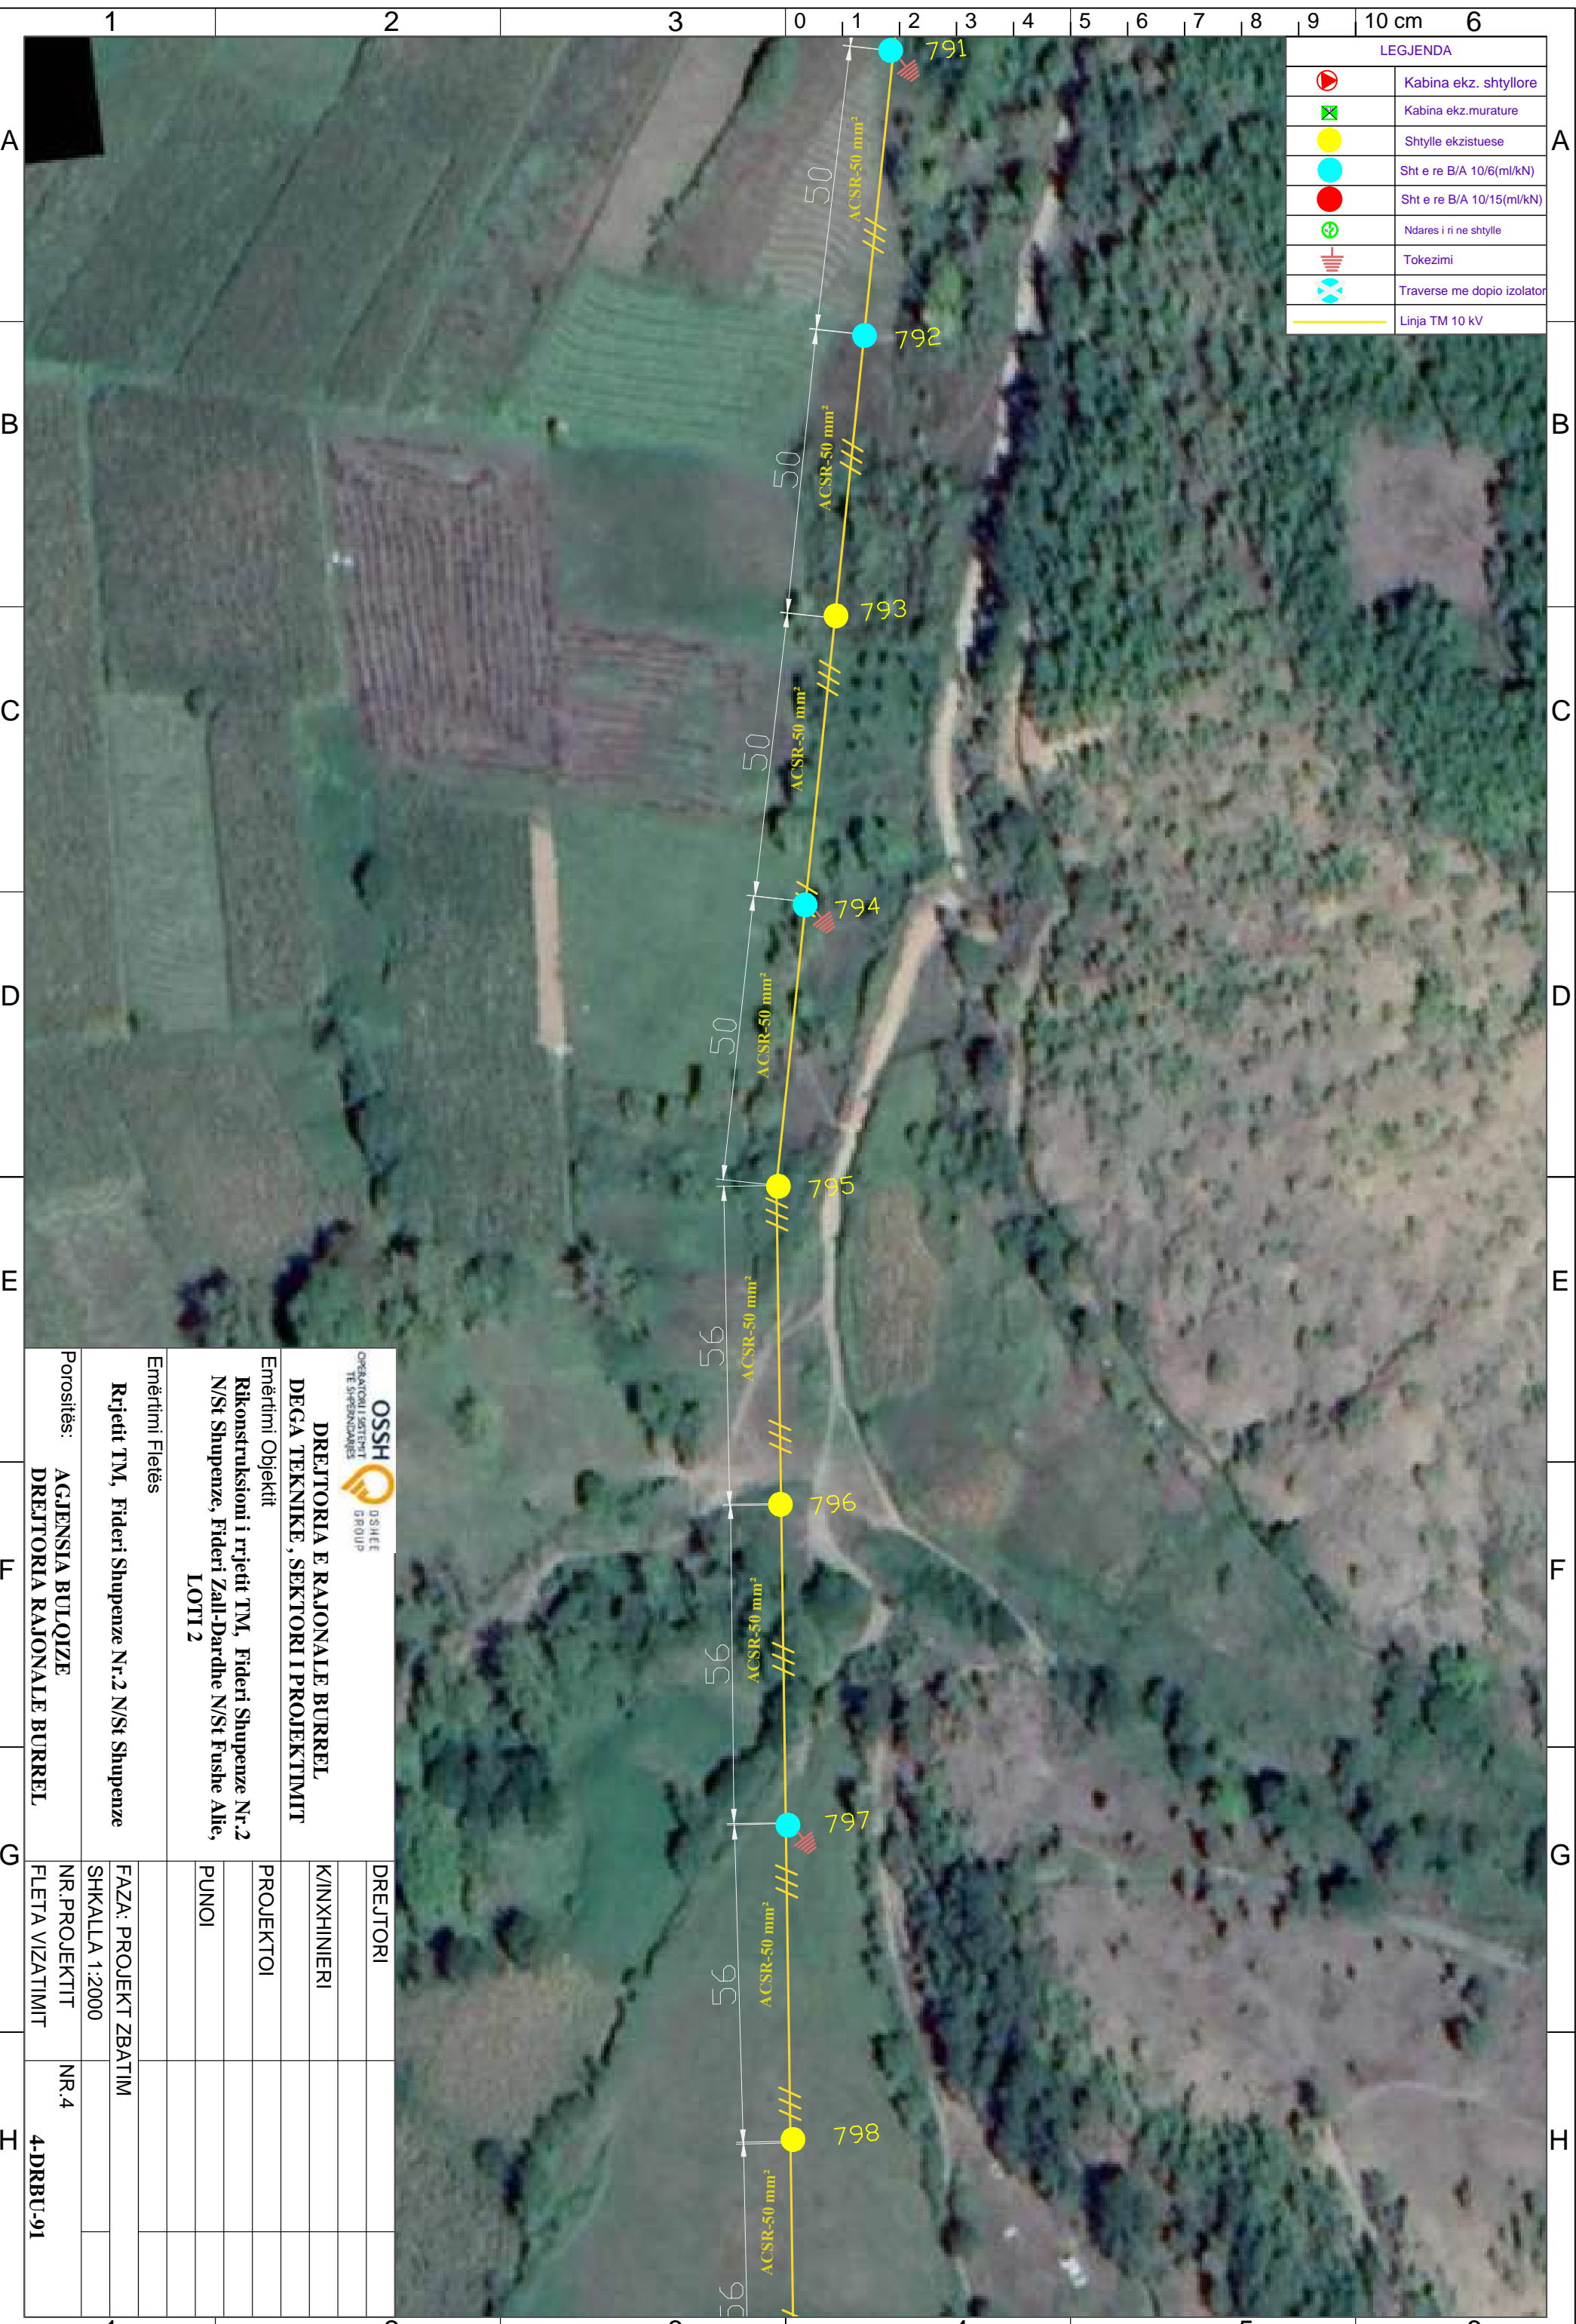 1 2 3 0 1 2 3 4 5 6 7 8 9 10 cm 6
LEGJENDA
Kabina ekz. shtyllore
Kabina ekz.murature
Shtylle ekzistuese
Sht e re B/A 10/6(ml/kN)
Sht e re B/A 10/15(ml/kN)
Ndares i ri ne shtylle
Tokezimi
Traverse me dopio izolator
Linja TM 10 kV
A
A
B
B
C
C
D
D
E
E
F
F
G
G
H
H
791
50
ACSR-50 mm²
792
50
ACSR-50 mm²
793
50
ACSR-50 mm²
794
50
ACSR-50 mm²
795
56
ACSR-50 mm²
796
56
ACSR-50 mm²
797
56
ACSR-50 mm²
798
56
ACSR-50 mm²
OSSH
OPERATORI I SISTEMIT
TË SHPËRNDARJES
OSHEE
GROUP
DREJTORIA E RAJONALE BURREL
DEGA TEKNIKE , SEKTORI I PROJEKTIMIT
Emërtimi Objektit
Rikonstruksioni i rrjetit TM, Fideri Shupenze Nr.2
N/St Shupenze, Fideri Zall-Dardhe N/St Fushe Alie,
LOTI 2
Emërtimi Fletës
Rrjetit TM, Fideri Shupenze Nr.2 N/St Shupenze
Porositës:
AGJENSIA BULQIZE
DREJTORIA RAJONALE BURREL
DREJTORI
K/INXHINIERI
PROJEKTOI
PUNOI
FAZA: PROJEKT ZBATIM
SHKALLA 1:2000
NR.PROJEKTIT NR.4
FLETA VIZATIMIT 4-DRBU-91